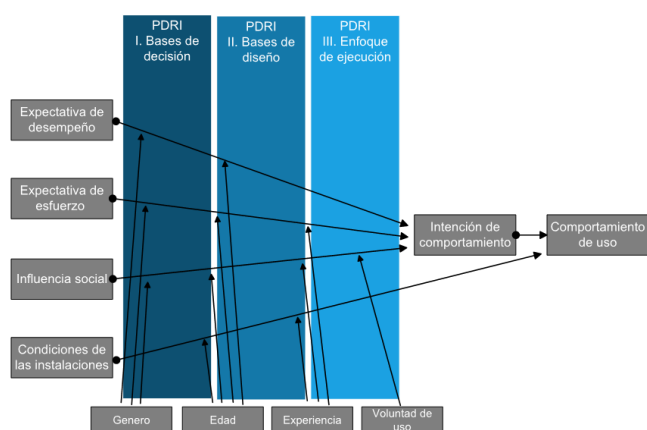 PDRI
I. Bases de
decisión
PDRI
II. Bases de
diseño
PDRI
III. Enfoque
de ejecución
Expectativa de
desempeño
Expectativa de
esfuerzo
Influencia social
Condiciones de
las instalaciones
Intención de
comportamiento
Comportamiento
de uso
Genero
Edad
Experiencia
Voluntad de
uso